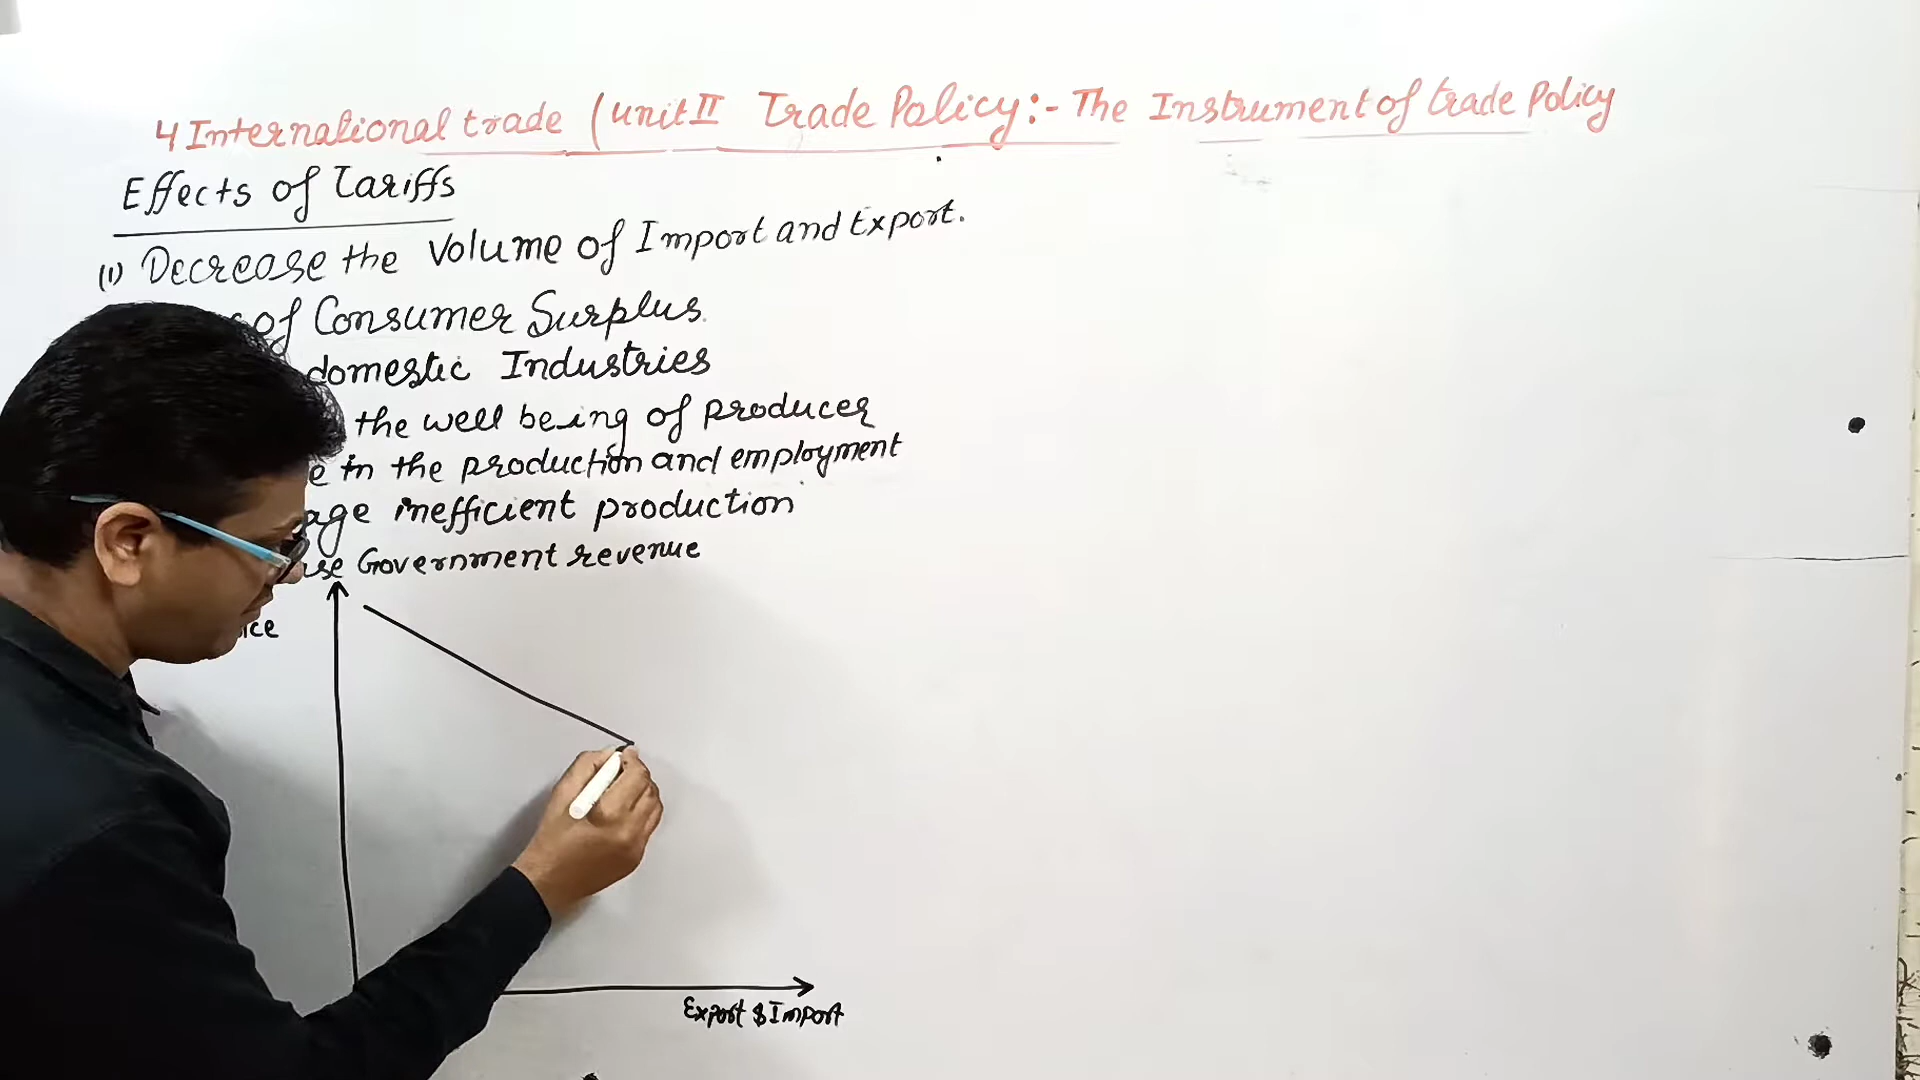 4 International trade (unit II Trade Policy:- The Instrument of trade Policy
Effects of Tariffs
(1) Decrease the Volume of Import and Export.
of Consumer Surplus.
domestic Industries
the well being of producer
in the production and employment
inefficient production
Government revenue
Export & Import